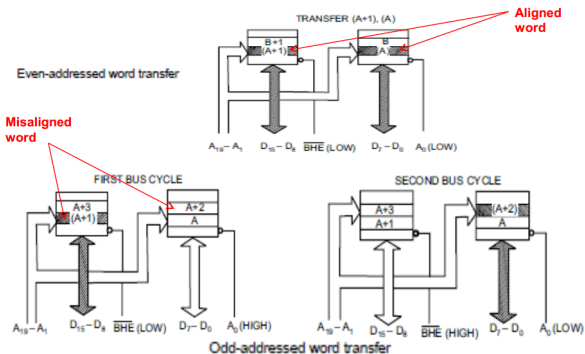 TRANSFER (A+1), (A)
Aligned
word
B+1
(A+1)
B
(A)
Even-addressed word transfer
A19–A1
D15–D8
BHE (LOW)
D7–D0
A0 (LOW)
Misaligned
word
FIRST BUS CYCLE
SECOND BUS CYCLE
A+3
(A+1)
A+2
A
A+3
A+1
(A+2)
A
A19–A1
D15–D8
BHE (LOW)
D7–D0
A0 (HIGH)
A19–A1
D15–D8
BHE (HIGH)
D7–D0
A0 (LOW)
Odd-addressed word transfer